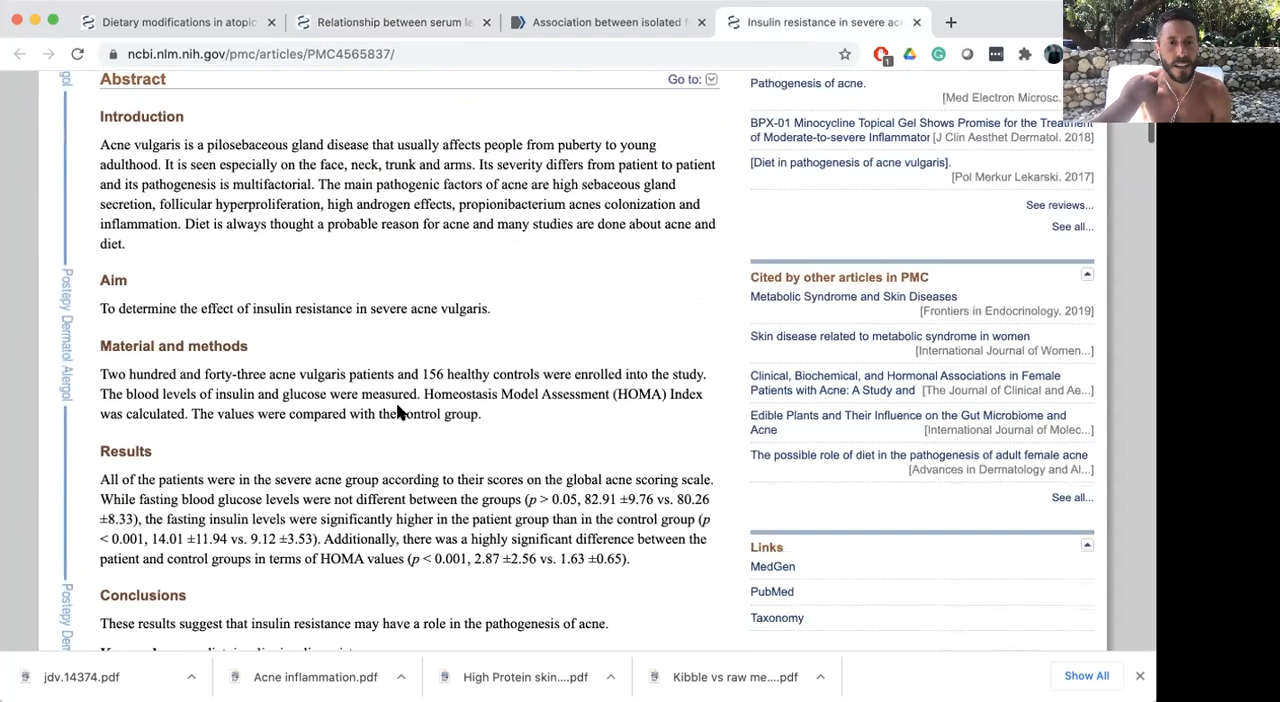 Dietary modifications in atopic
Relationship between serum le
Association between isolated f
Insulin resistance in severe acn
ncbi.nlm.nih.gov/pmc/articles/PMC4565837/
1
Abstract
Go to:
Introduction
Acne vulgaris is a pilosebaceous gland disease that usually affects people from puberty to young
adulthood. It is seen especially on the face, neck, trunk and arms. Its severity differs from patient to patient
and its pathogenesis is multifactorial. The main pathogenic factors of acne are high sebaceous gland
secretion, follicular hyperproliferation, high androgen effects, propionibacterium acnes colonization and
inflammation. Diet is always thought a probable reason for acne and many studies are done about acne and
diet.
Aim
To determine the effect of insulin resistance in severe acne vulgaris.
Material and methods
Two hundred and forty-three acne vulgaris patients and 156 healthy controls were enrolled into the study.
The blood levels of insulin and glucose were measured. Homeostasis Model Assessment (HOMA) Index
was calculated. The values were compared with the control group.
Results
All of the patients were in the severe acne group according to their scores on the global acne scoring scale.
While fasting blood glucose levels were not different between the groups (p > 0.05, 82.91 ±9.76 vs. 80.26
±8.33), the fasting insulin levels were significantly higher in the patient group than in the control group (p
< 0.001, 14.01 ±11.94 vs. 9.12 ±3.53). Additionally, there was a highly significant difference between the
patient and control groups in terms of HOMA values (p < 0.001, 2.87 ±2.56 vs. 1.63 ±0.65).
Conclusions
These results suggest that insulin resistance may have a role in the pathogenesis of acne.
Postepy Dermatol Alergol
Postepy Derm
Pathogenesis of acne.
[Med Electron Microsc.
BPX-01 Minocycline Topical Gel Shows Promise for the Treatment
of Moderate-to-severe Inflammator [J Clin Aesthet Dermatol. 2018]
[Diet in pathogenesis of acne vulgaris].
[Pol Merkur Lekarski. 2017]
See reviews...
See all...
Cited by other articles in PMC
Metabolic Syndrome and Skin Diseases
[Frontiers in Endocrinology. 2019]
Skin disease related to metabolic syndrome in women
[International Journal of Women...]
Clinical, Biochemical, and Hormonal Associations in Female
Patients with Acne: A Study and [The Journal of Clinical and Ae...]
Edible Plants and Their Influence on the Gut Microbiome and
Acne [International Journal of Molec...]
The possible role of diet in the pathogenesis of adult female acne
[Advances in Dermatology and Al...]
See all...
Links
MedGen
PubMed
Taxonomy
jdv.14374.pdf
Acne inflammation.pdf
High Protein skin....pdf
Kibble vs raw me....pdf
Show All